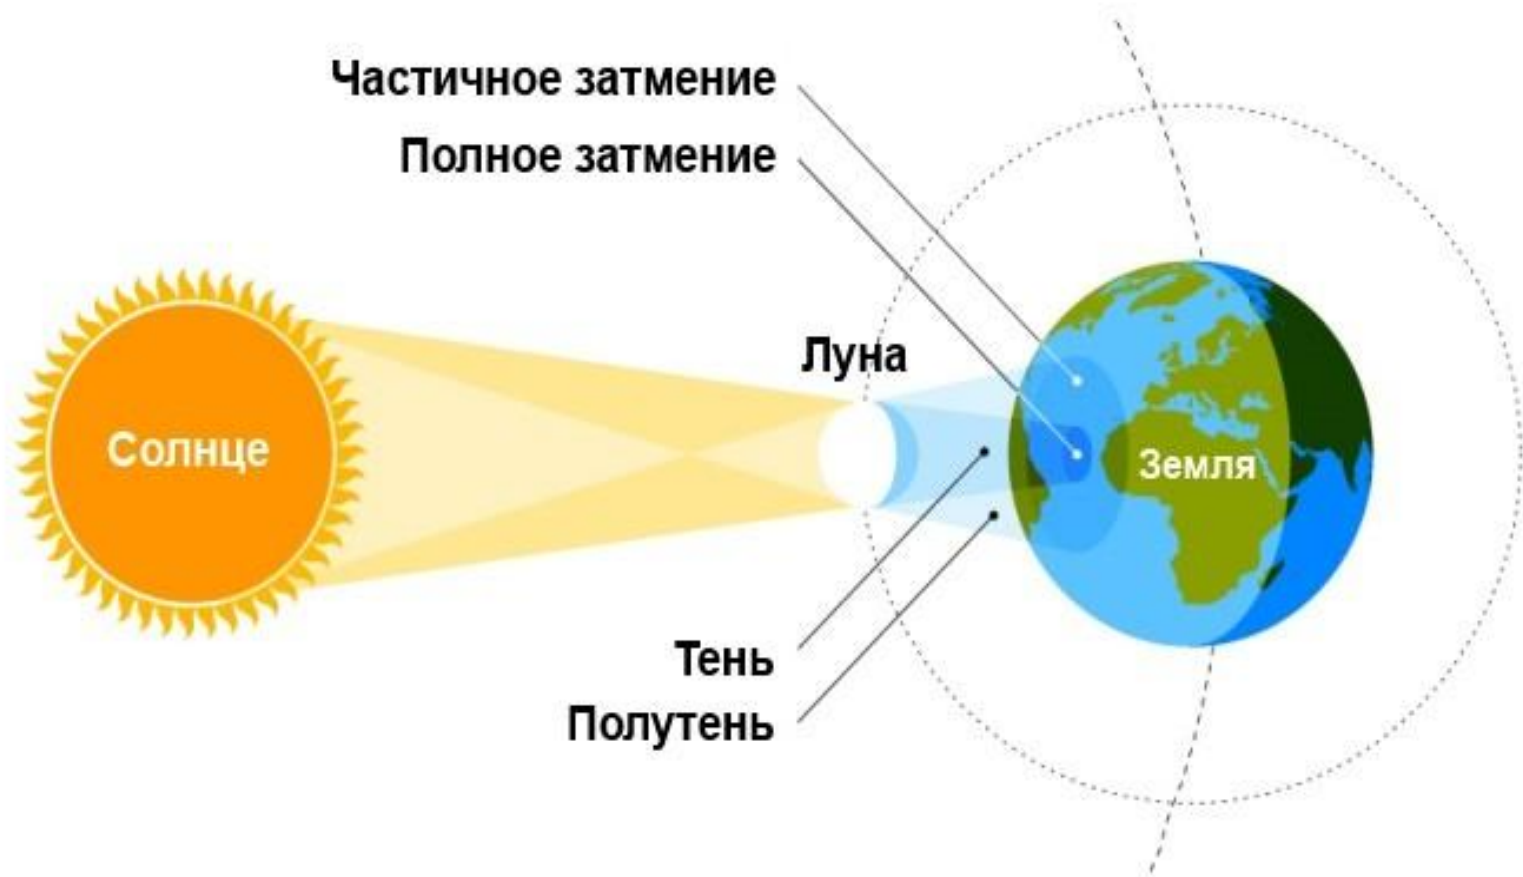 Частичное затмение
Полное затмение
Луна
Солнце
Земля
Тень
Полутень